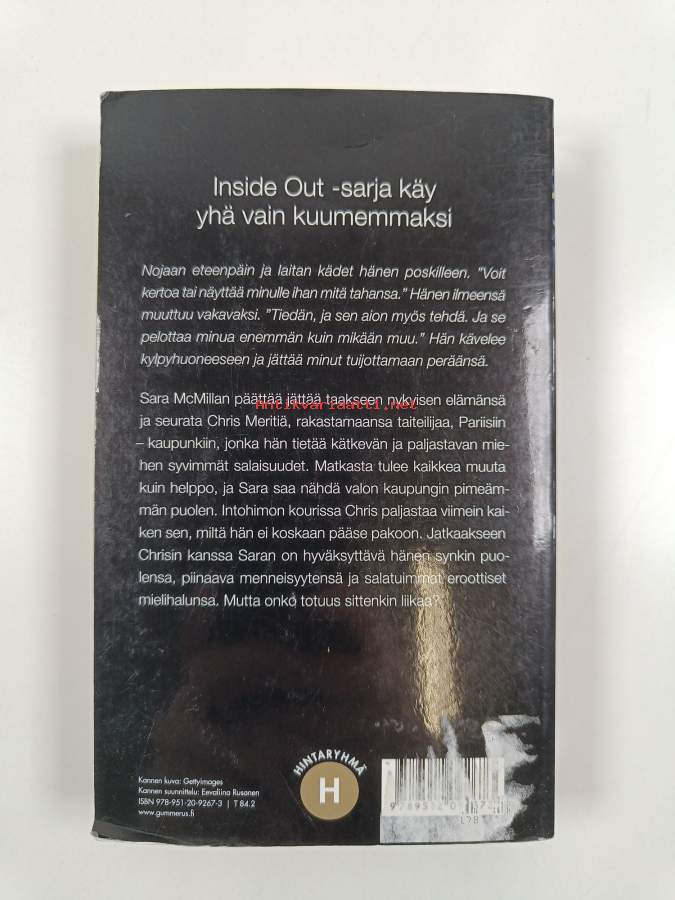 Inside Out -sarja käy
yhä vain kuumemmaksi
Nojaan eteenpäin ja laitan kädet hänen poskilleen. "Voit
kertoa tai näyttää minulle ihan mitä tahansa." Hänen ilmeensä
muuttuu vakavaksi. "Tiedän, ja sen aion myös tehdä. Ja se
pelottaa minua enemmän kuin mikään muu." Hän kävelee
kylpyhuoneeseen ja jättää minut tuijottamaan peräänsä.
Sara McMillan päättää jättää taakseen nykyisen elämänsä
Antikvariaatti.net
ja seurata Chris Meritiä, rakastamaansa taiteilijaa, Pariisiin
– kaupunkiin, jonka hän tietää kätkevän ja paljastavan mie-
hen syvimmät salaisuudet. Matkasta tulee kaikkea muuta
kuin helppo, ja Sara saa nähdä valon kaupungin pimeäm-
män puolen. Intohimon kourissa Chris paljastaa viimein kai-
ken sen, miltä hän ei koskaan pääse pakoon. Jatkaakseen
Chrisin kanssa Saran on hyväksyttävä hänen synkin puo-
lensa, piinaava menneisyytensä ja salatuimmat eroottiset
mielihalunsa. Mutta onko totuus sittenkin liikaa?
HINTARYHMÄ
H
Kannen kuva: Gettyimages
Kannen suunnittelu: Eevaliina Rusanen
ISBN 978-951-20-9267-3 | T 84.2
www.gummerus.fi